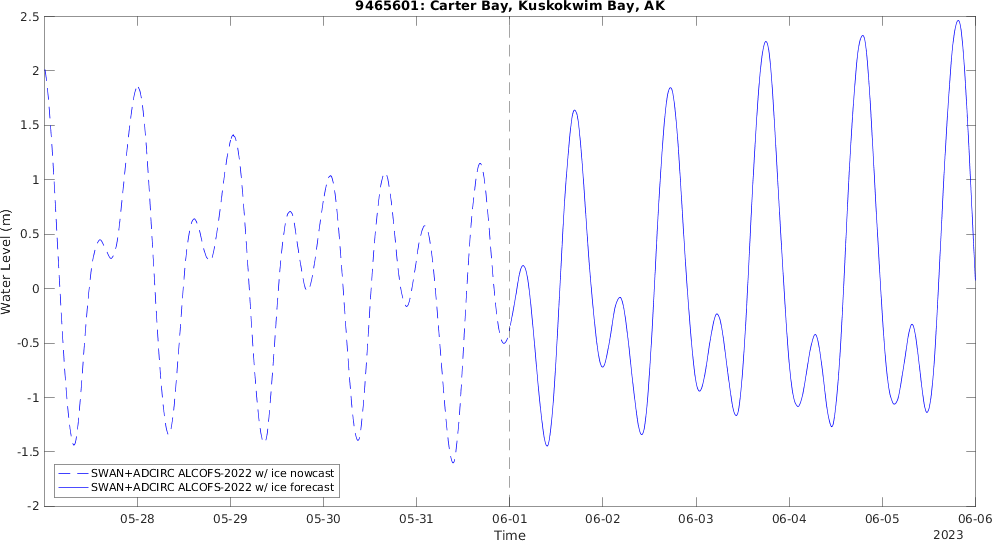 9465601: Carter Bay, Kuskokwim Bay, AK
2.5
2
1.5
1
0.5
0
-0.5
-1
-1.5
-2
Water Level (m)
SWAN+ADCIRC ALCOFS-2022 w/ ice nowcast
SWAN+ADCIRC ALCOFS-2022 w/ ice forecast
05-28 05-29 05-30 05-31 06-01 06-02 06-03 06-04 06-05 06-06
Time
2023